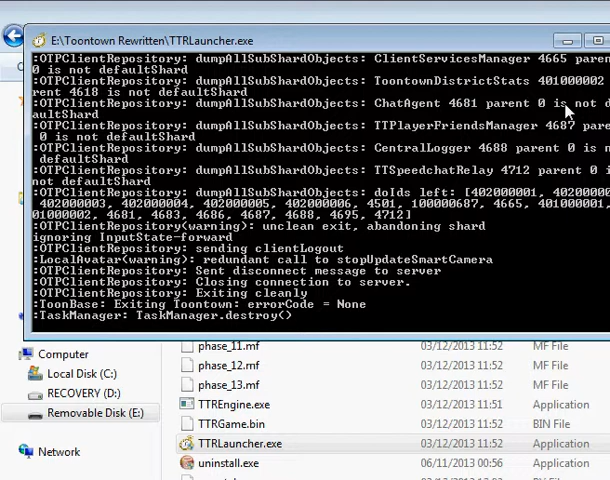 E:\Toontown Rewritten\TTRLauncher.exe
:OTPClientRepository: dumpAllSubShardObjects: ClientServicesManager 4665 paren
0 is not defaultShard
:OTPClientRepository: dumpAllSubShardObjects: ToontownDistrictStats 401000002
rent 4618 is not defaultShard
:OTPClientRepository: dumpAllSubShardObjects: ChatAgent 4681 parent 0 is not d
aultShard
:OTPClientRepository: dumpAllSubShardObjects: TTPlayerFriendsManager 4687 paren
0 is not defaultShard
:OTPClientRepository: dumpAllSubShardObjects: CentralLogger 4688 parent 0 is n
defaultShard
:OTPClientRepository: dumpAllSubShardObjects: TTSpeedchatRelay 4712 parent 0 i
not defaultShard
:OTPClientRepository: dumpAllSubShardObjects: doIds left: [402000001, 4020000
402000003, 402000004, 402000005, 402000006, 4501, 100000687, 4665, 401000001,
01000002, 4681, 4683, 4686, 4687, 4688, 4695, 4712]
:OTPClientRepository(warning): unclean exit, abandoning shard
ignoring InputState-forward
:OTPClientRepository: sending clientLogout
:LocalAvatar(warning): redundant call to stopUpdateSmartCamera
:OTPClientRepository: Sent disconnect message to server
:OTPClientRepository: Closing connection to server.
:OTPClientRepository: Exiting cleanly
:ToonBase: Exiting Toontown: errorCode = None
:TaskManager: TaskManager.destroy()
phase_11.mf 03/12/2013 11:52 MF File
Computer
phase_12.mf 03/12/2013 11:52 MF File
Local Disk (C:)
phase_13.mf 03/12/2013 11:52 MF File
RECOVERY (D:)
TTREngine.exe 03/12/2013 11:52 Application
Removable Disk (E:)
TTRGame.bin 03/12/2013 11:52 BIN File
TTRLauncher.exe 03/12/2013 11:52 Application
Network
uninstall.exe 06/11/2013 00:56 Application